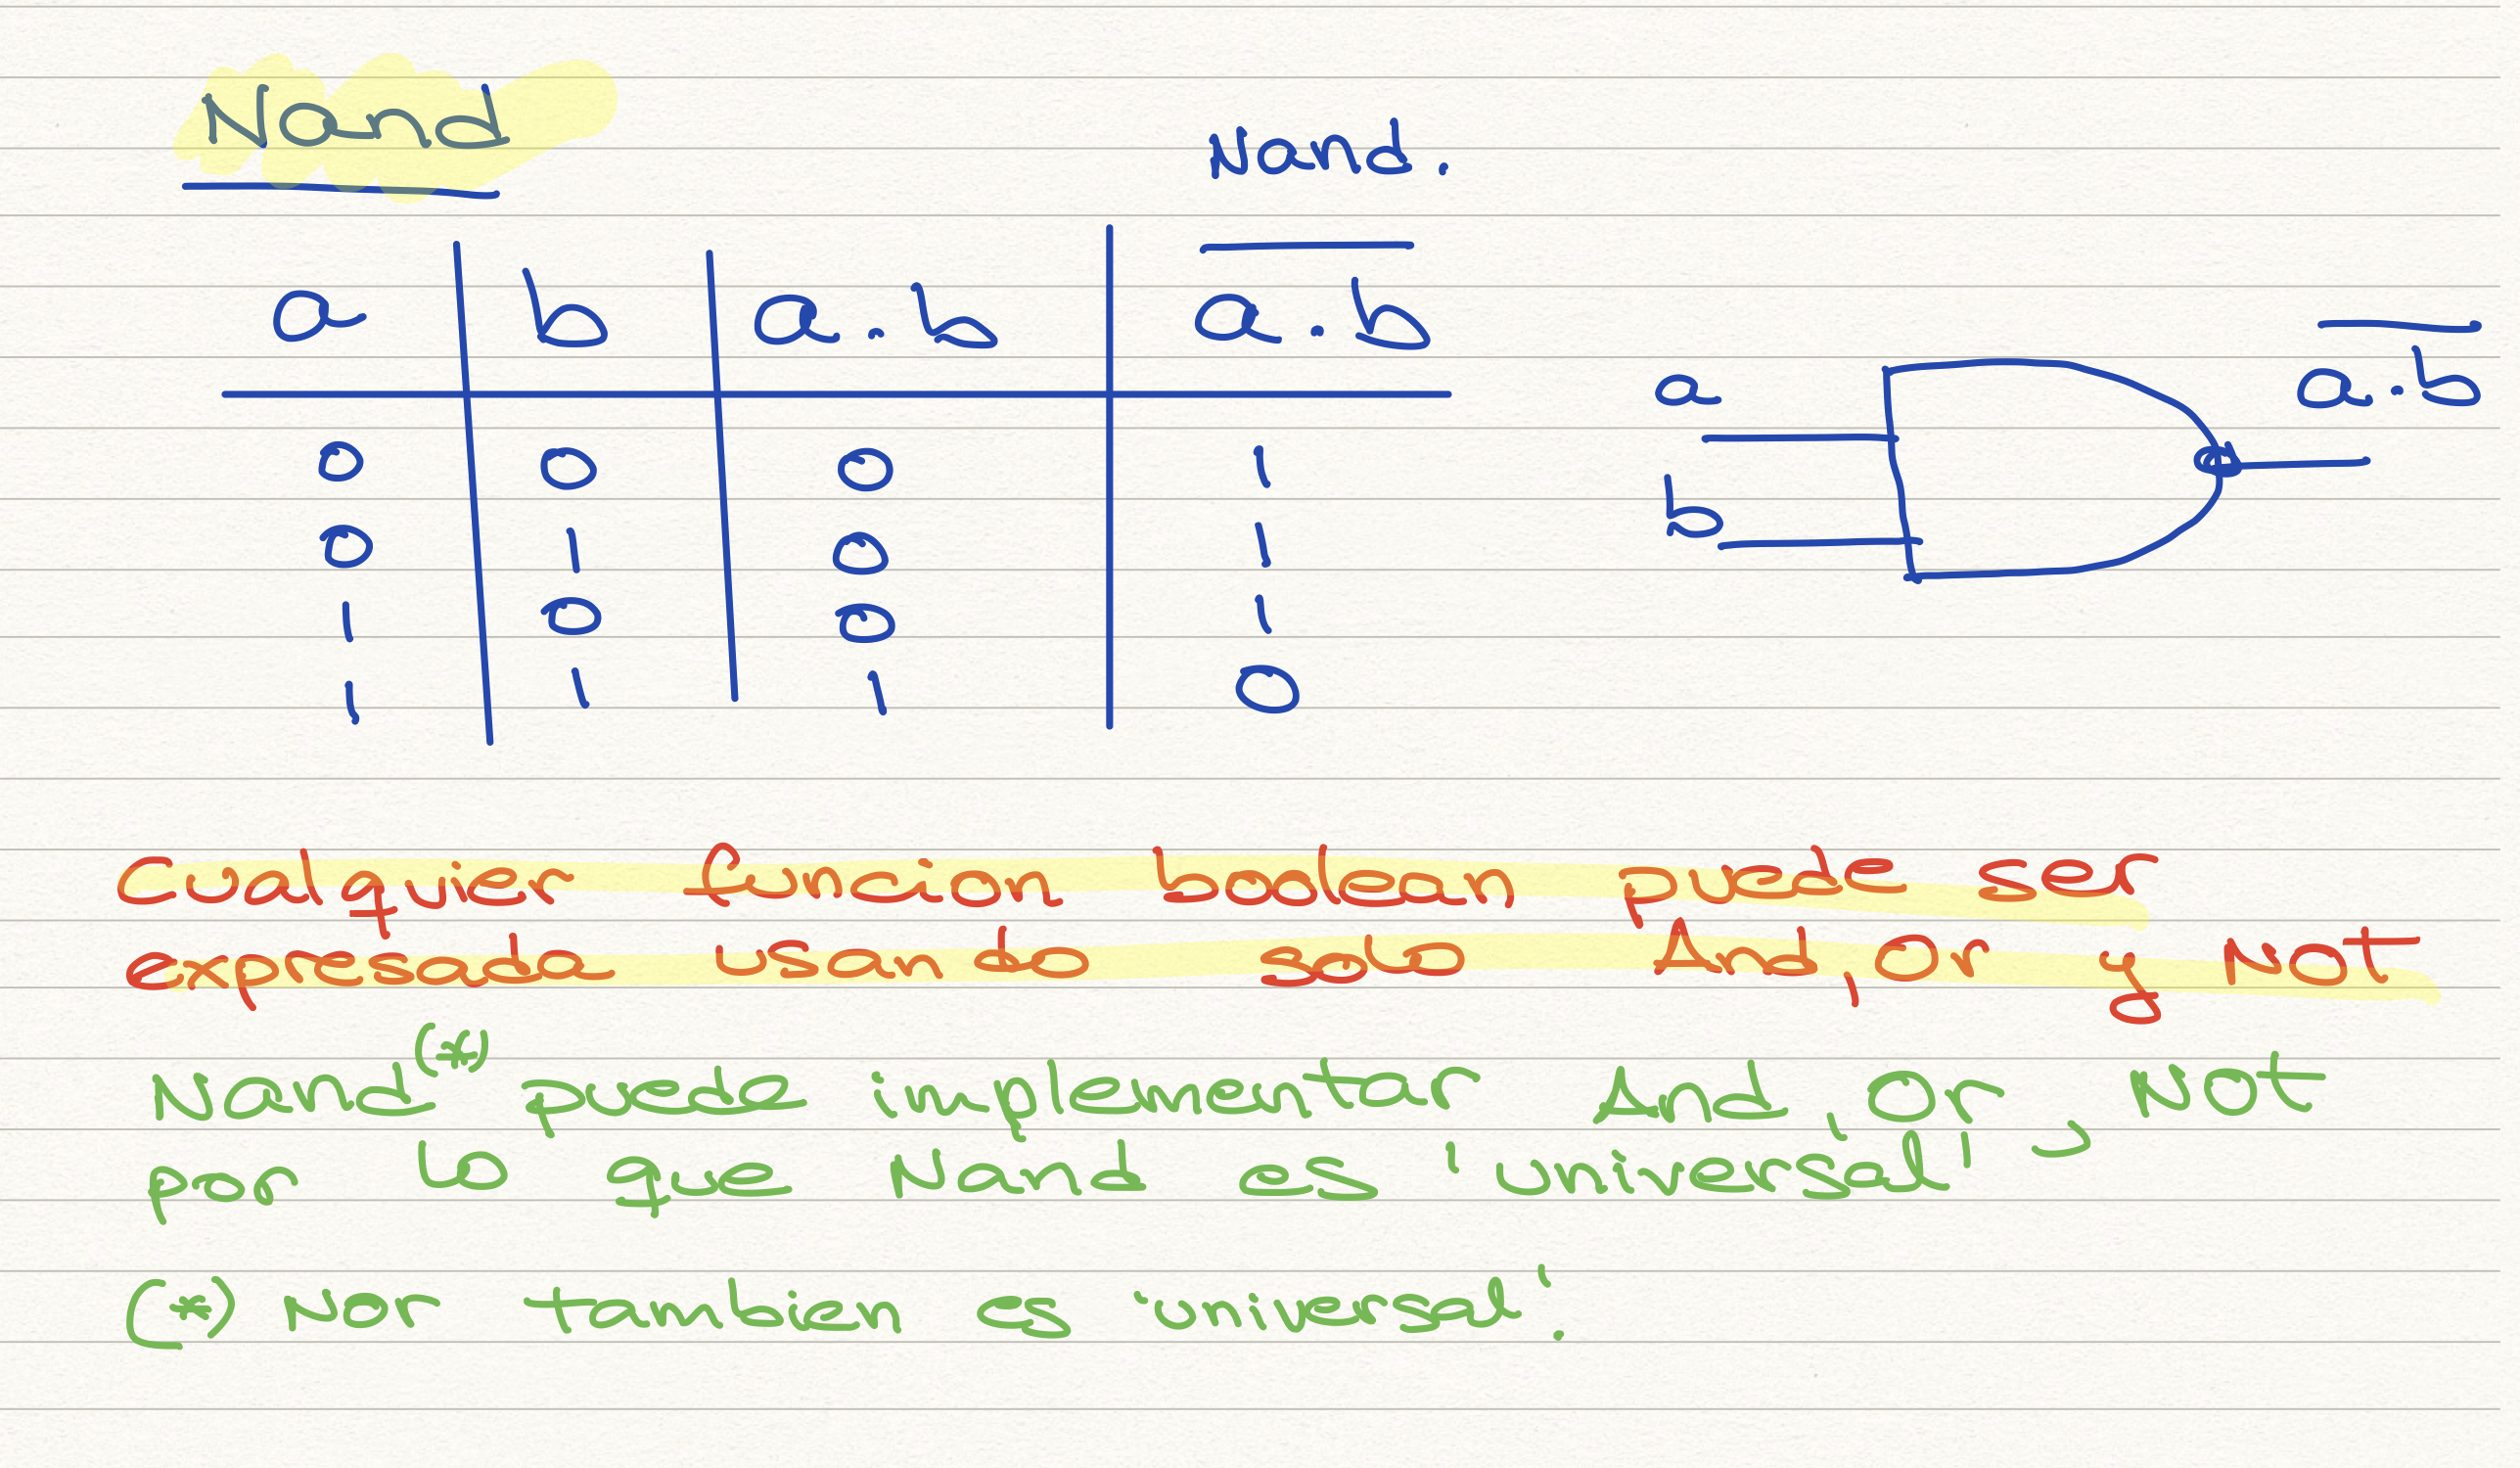 Nand
Nand.
a b a.b a.b
a
a.b
0 0 0 1
b
0 1 0 1
1 0 0 1
1 1 1 0
Cualquier funcion boolean puede ser
expresada usando solo And, Or y Not
Nand(*) puede implementar And, Or, Not
por lo que Nand es 'universal'
(*) Nor tambien es 'universal'.